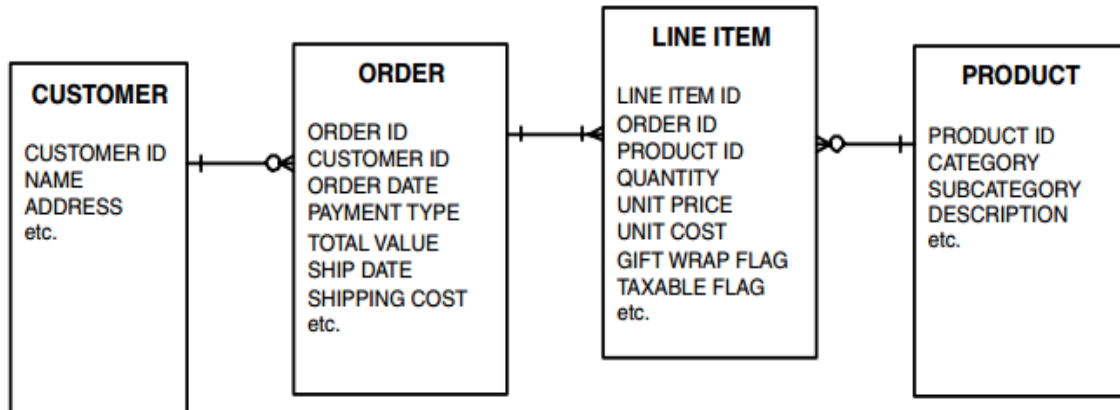 CUSTOMER
CUSTOMER ID
NAME
ADDRESS
etc.
ORDER
ORDER ID
CUSTOMER ID
ORDER DATE
PAYMENT TYPE
TOTAL VALUE
SHIP DATE
SHIPPING COST
etc.
LINE ITEM
LINE ITEM ID
ORDER ID
PRODUCT ID
QUANTITY
UNIT PRICE
UNIT COST
GIFT WRAP FLAG
TAXABLE FLAG
etc.
PRODUCT
PRODUCT ID
CATEGORY
SUBCATEGORY
DESCRIPTION
etc.